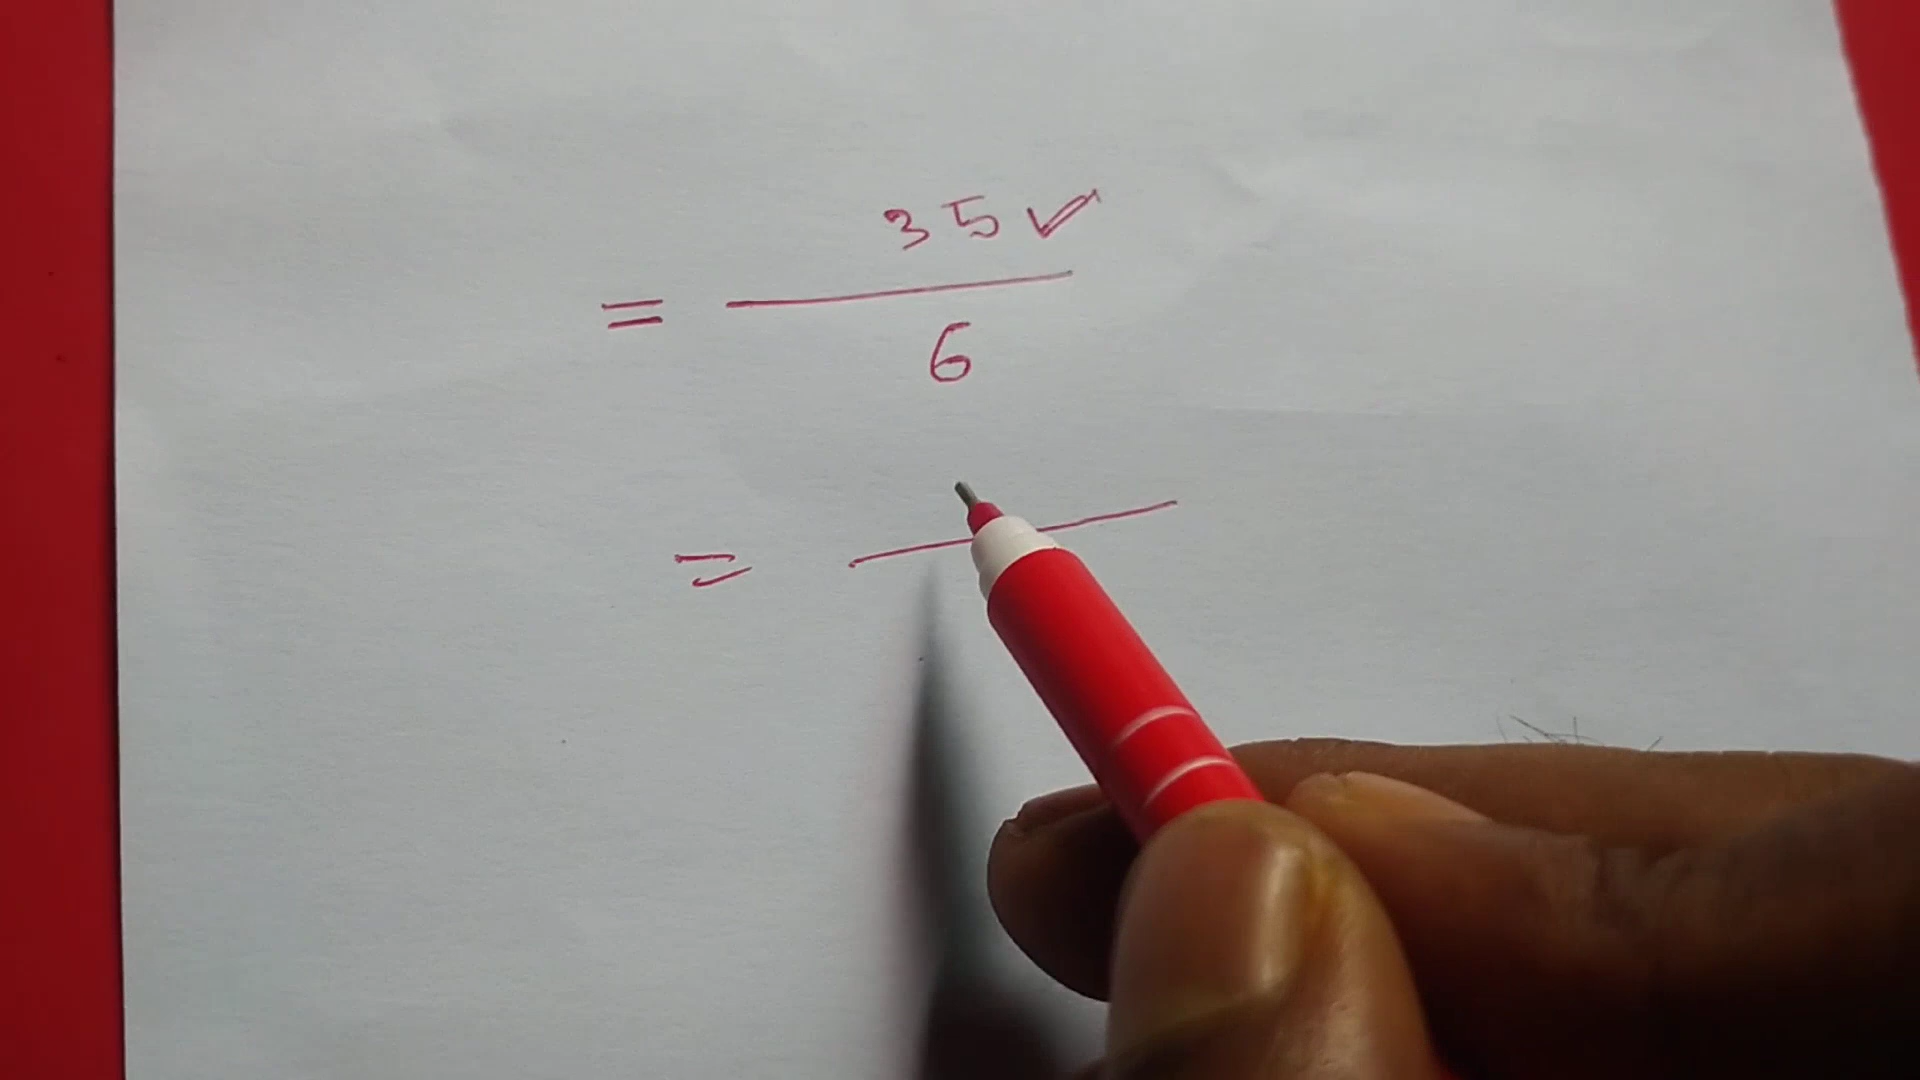 35 ✓
= ———
6
= ———